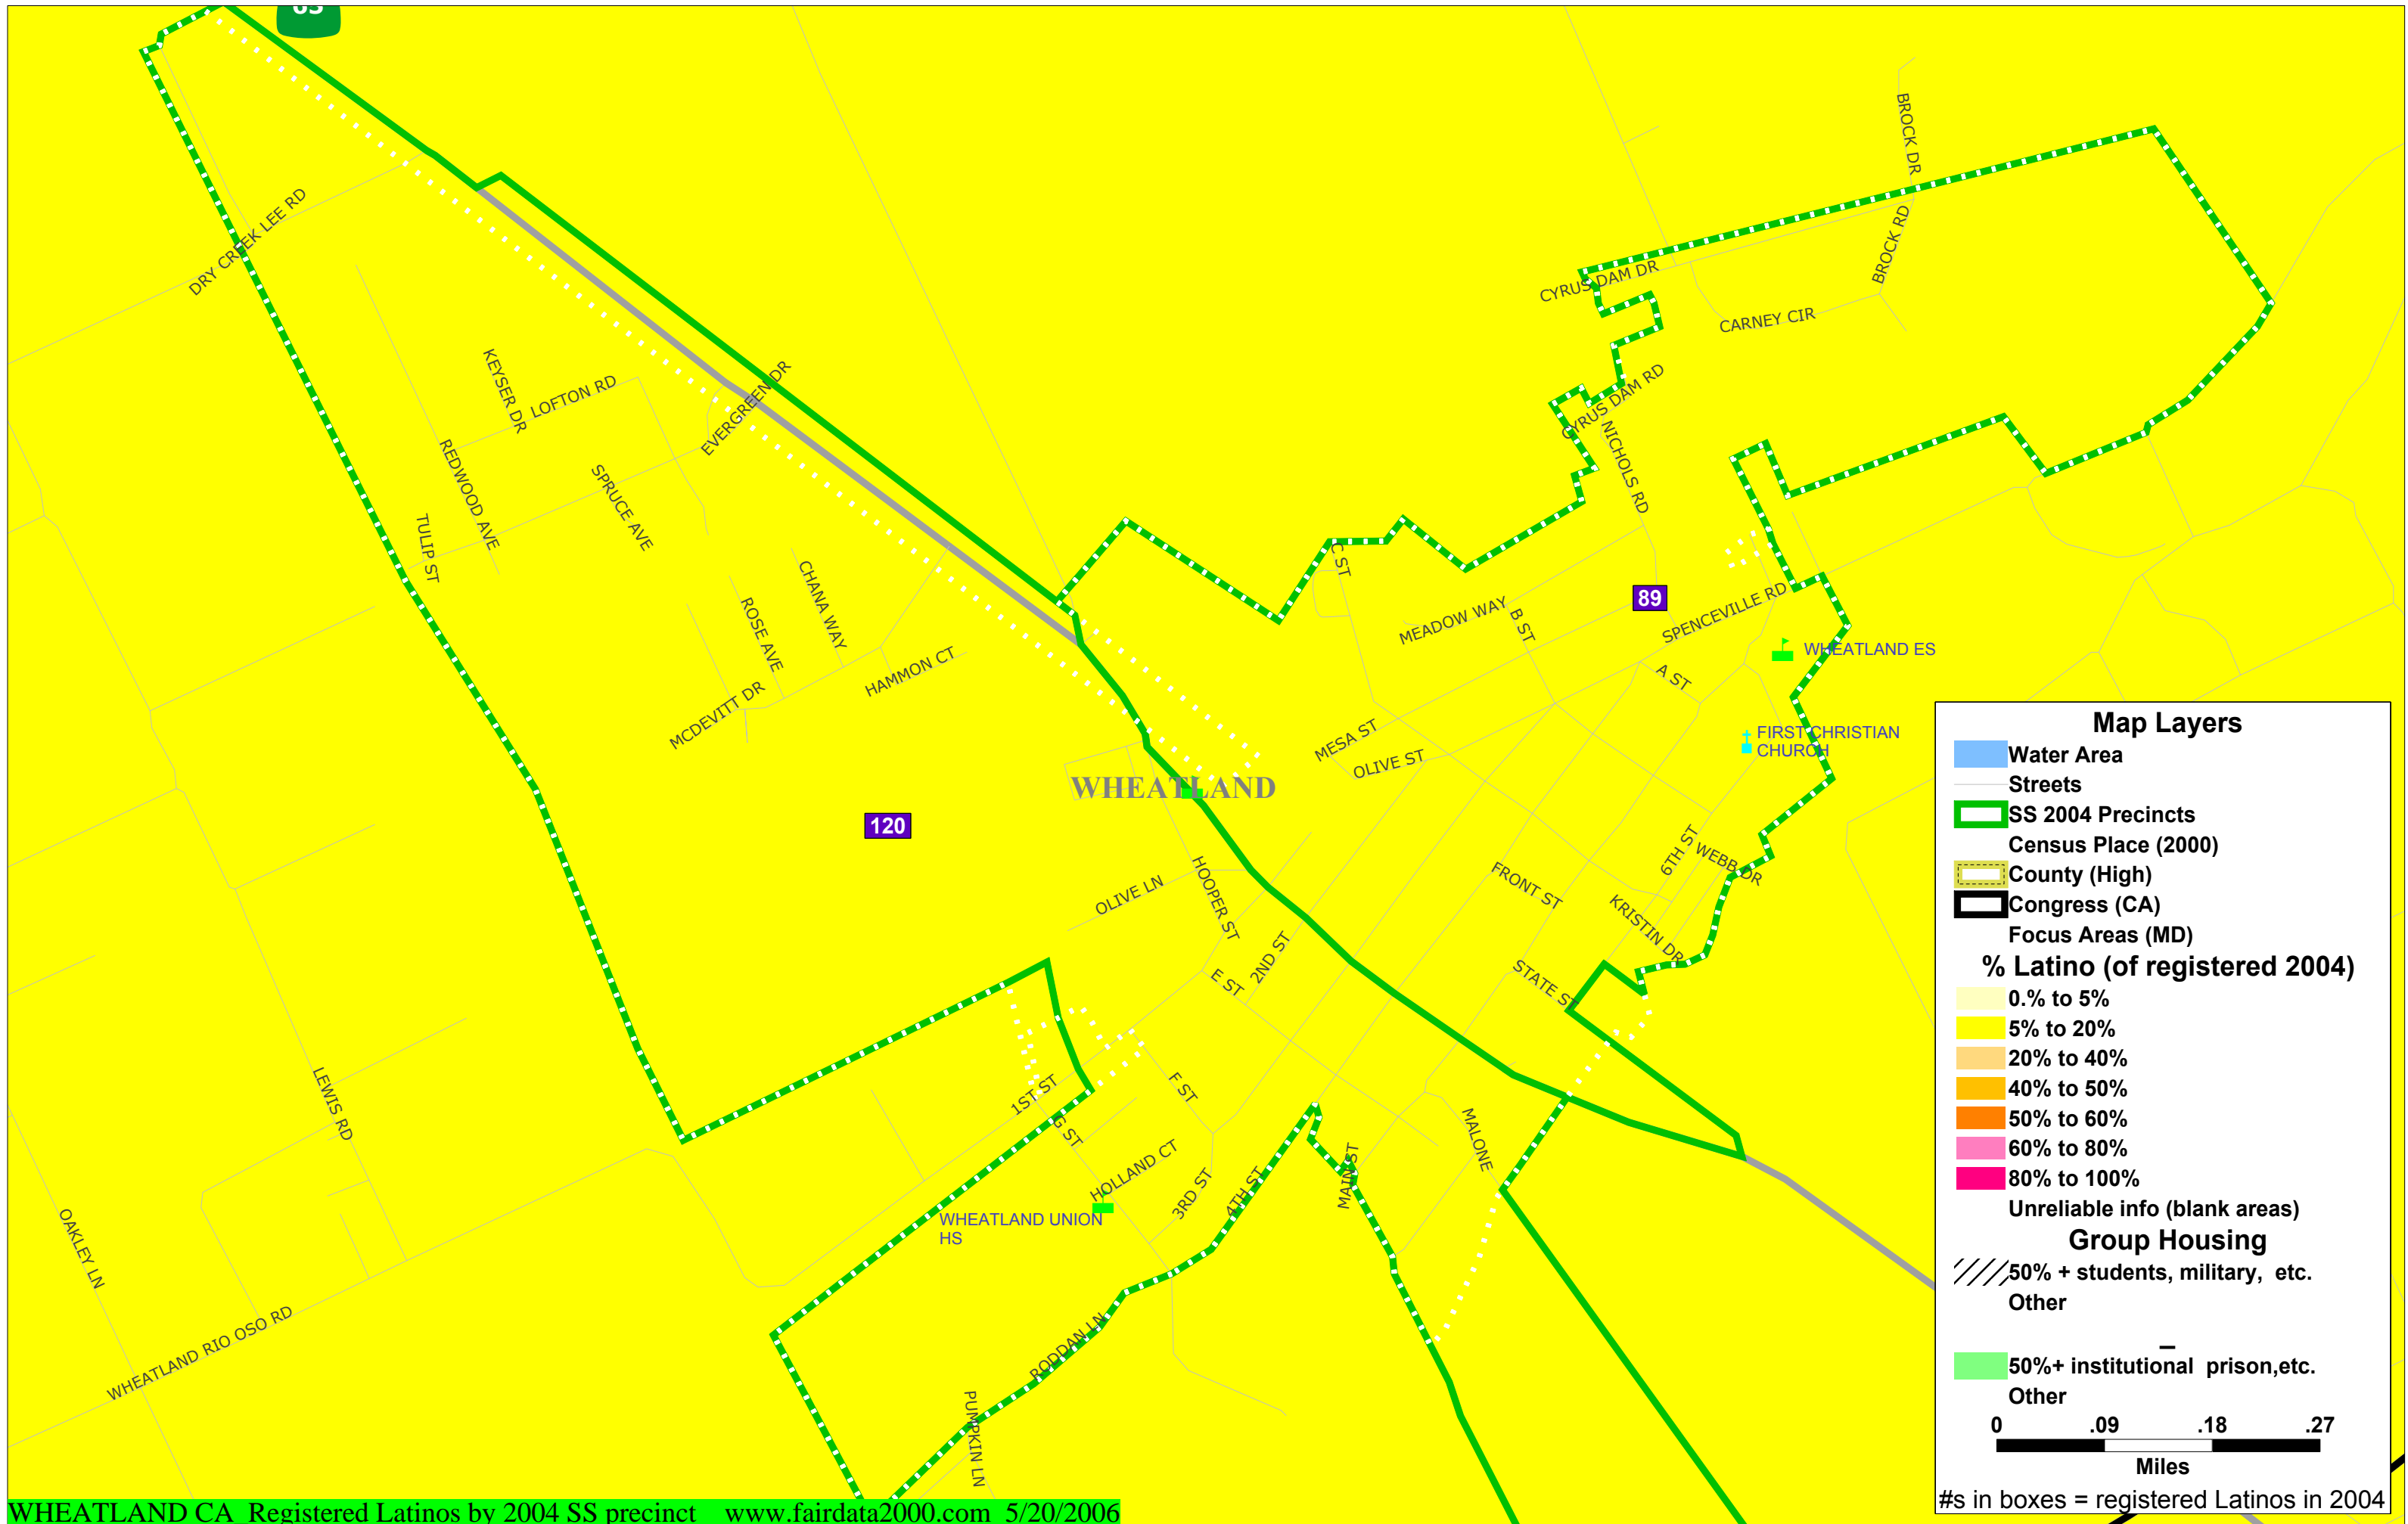 65
BROCK DR
DRY CREEK LEE RD
BROCK RD
CYRUS DAM DR
CARNEY CIR
KEYSER DR
LOFTON RD
EVERGREEN DR
CYRUS DAM RD
NICHOLS RD
REDWOOD AVE
SPRUCE AVE
TULIP ST
C ST
CHANA WAY
ROSE AVE
89
MEADOW WAY
B ST
SPENCEVILLE RD
WHEATLAND ES
HAMMON CT
A ST
MCDEVITT DR
MESA ST
OLIVE ST
FIRST CHRISTIAN
CHURCH
WHEATLAND
120
6TH ST
WEBB DR
OLIVE LN
HOOPER ST
FRONT ST
KRISTIN DR
E ST
2ND ST
STATE ST
LEWIS RD
1ST ST
F ST
G ST
MALONE
HOLLAND CT
3RD ST
4TH ST
MAIN ST
WHEATLAND UNION
HS
OAKLEY LN
WHEATLAND RIO OSO RD
RODDAN LN
PUMPKIN LN
Map Layers
Water Area
Streets
SS 2004 Precincts
Census Place (2000)
County (High)
Congress (CA)
Focus Areas (MD)
% Latino (of registered 2004)
0.% to 5%
5% to 20%
20% to 40%
40% to 50%
50% to 60%
60% to 80%
80% to 100%
Unreliable info (blank areas)
Group Housing
50% + students, military, etc.
Other
50%+ institutional prison,etc.
Other
0 .09 .18 .27
Miles
#s in boxes = registered Latinos in 2004
WHEATLAND CA Registered Latinos by 2004 SS precinct www.fairdata2000.com 5/20/2006